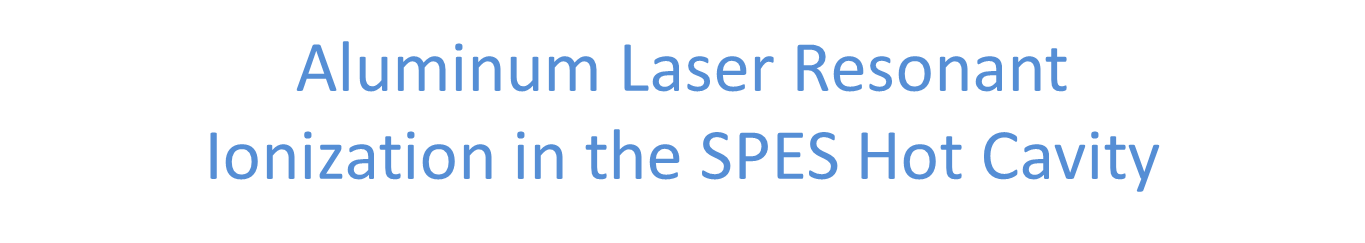 Aluminum Laser Resonant
Ionization in the SPES Hot Cavity